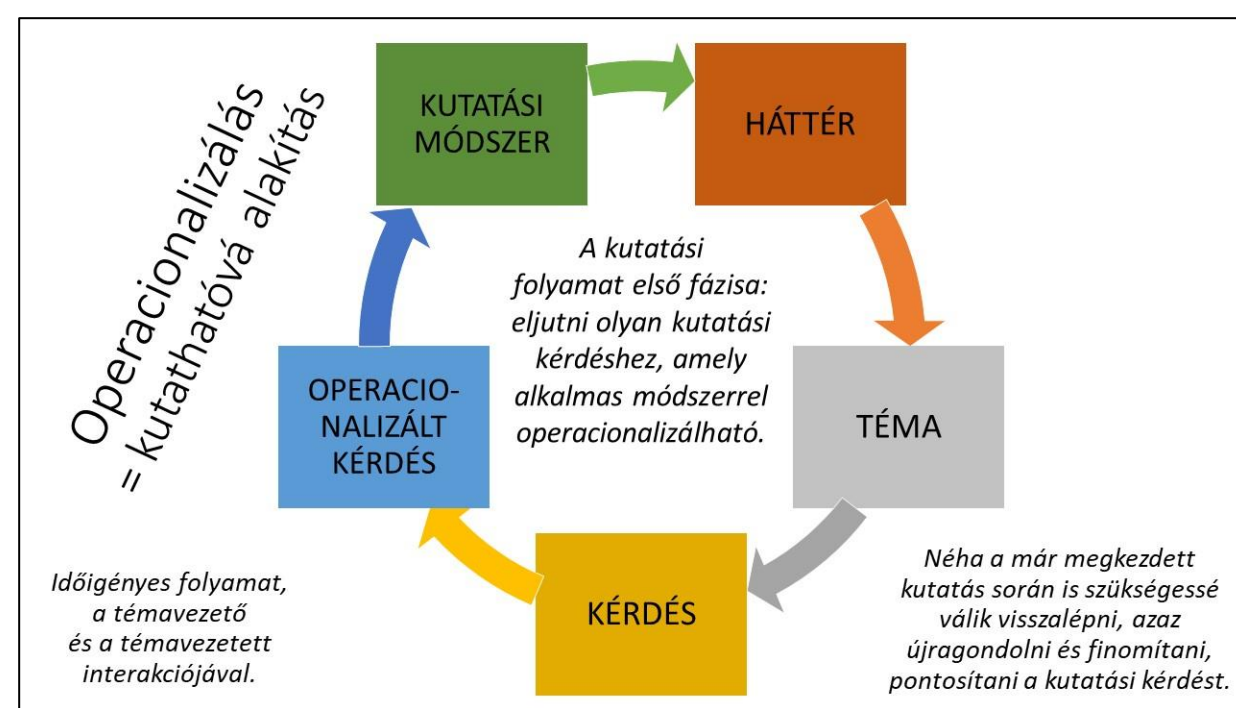 Operacionalizálás
= kutathatóvá alakítás
KUTATÁSI
MÓDSZER
HÁTTÉR
A kutatási
folyamat első fázisa:
eljutni olyan kutatási
kérdéshez, amely
alkalmas módszerrel
operacionalizálható.
OPERACIO-
NALIZÁLT
KÉRDÉS
TÉMA
KÉRDÉS
Időigényes folyamat,
a témavezető
és a témavezetett
interakciójával.
Néha a már megkezdett
kutatás során is szükségessé
válik visszalépni, azaz
újragondolni és finomítani,
pontosítani a kutatási kérdést.